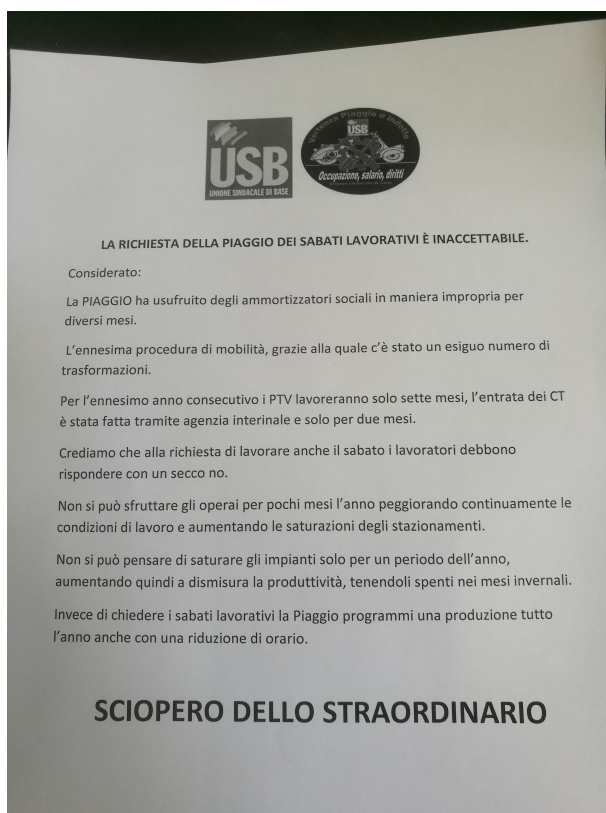 USB
UNIONE SINDACALE DI BASE
Vertenza Piaggio e indotto
USB
Occupazione, salario, diritti
LA RICHIESTA DELLA PIAGGIO DEI SABATI LAVORATIVI È INACCETTABILE.
Considerato:
La PIAGGIO ha usufruito degli ammortizzatori sociali in maniera impropria per
diversi mesi.
L'ennesima procedura di mobilità, grazie alla quale c'è stato un esiguo numero di
trasformazioni.
Per l'ennesimo anno consecutivo i PTV lavoreranno solo sette mesi, l'entrata dei CT
è stata fatta tramite agenzia interinale e solo per due mesi.
Crediamo che alla richiesta di lavorare anche il sabato i lavoratori debbono
rispondere con un secco no.
Non si può sfruttare gli operai per pochi mesi l'anno peggiorando continuamente le
condizioni di lavoro e aumentando le saturazioni degli stazionamenti.
Non si può pensare di saturare gli impianti solo per un periodo dell'anno,
aumentando quindi a dismisura la produttività, tenendoli spenti nei mesi invernali.
Invece di chiedere i sabati lavorativi la Piaggio programmi una produzione tutto
l'anno anche con una riduzione di orario.
SCIOPERO DELLO STRAORDINARIO